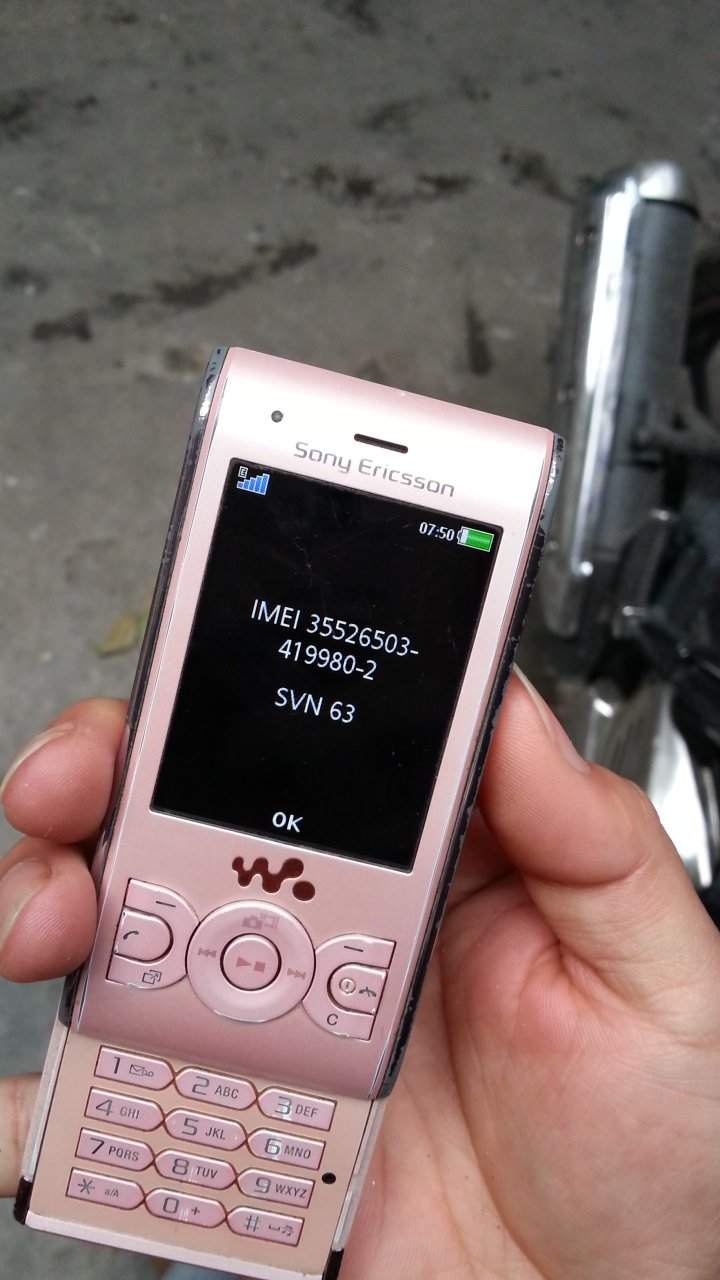 Sony Ericsson
E
07:50
IMEI 35526503-
419980-2
SVN 63
OK
C
1
2 ABC
3 DEF
4 GHI
5 JKL
6 MNO
7 PQRS
8 TUV
9 WXYZ
* a/A
0 +
#